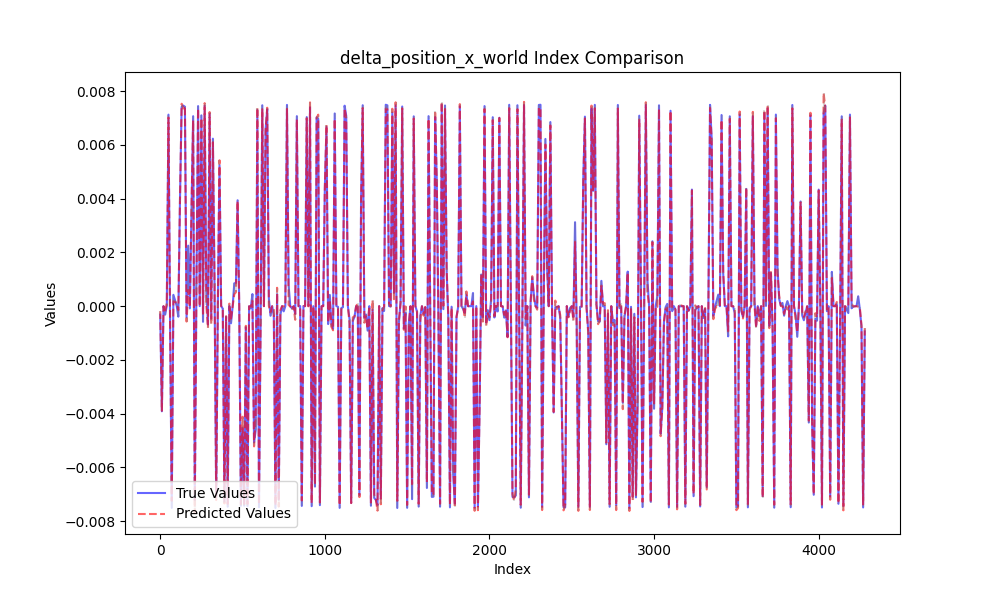 delta_position_x_world Index Comparison
0.008
0.006
0.004
0.002
0.000
−0.002
−0.004
−0.006
−0.008
Values
True Values
Predicted Values
0 1000 2000 3000 4000
Index